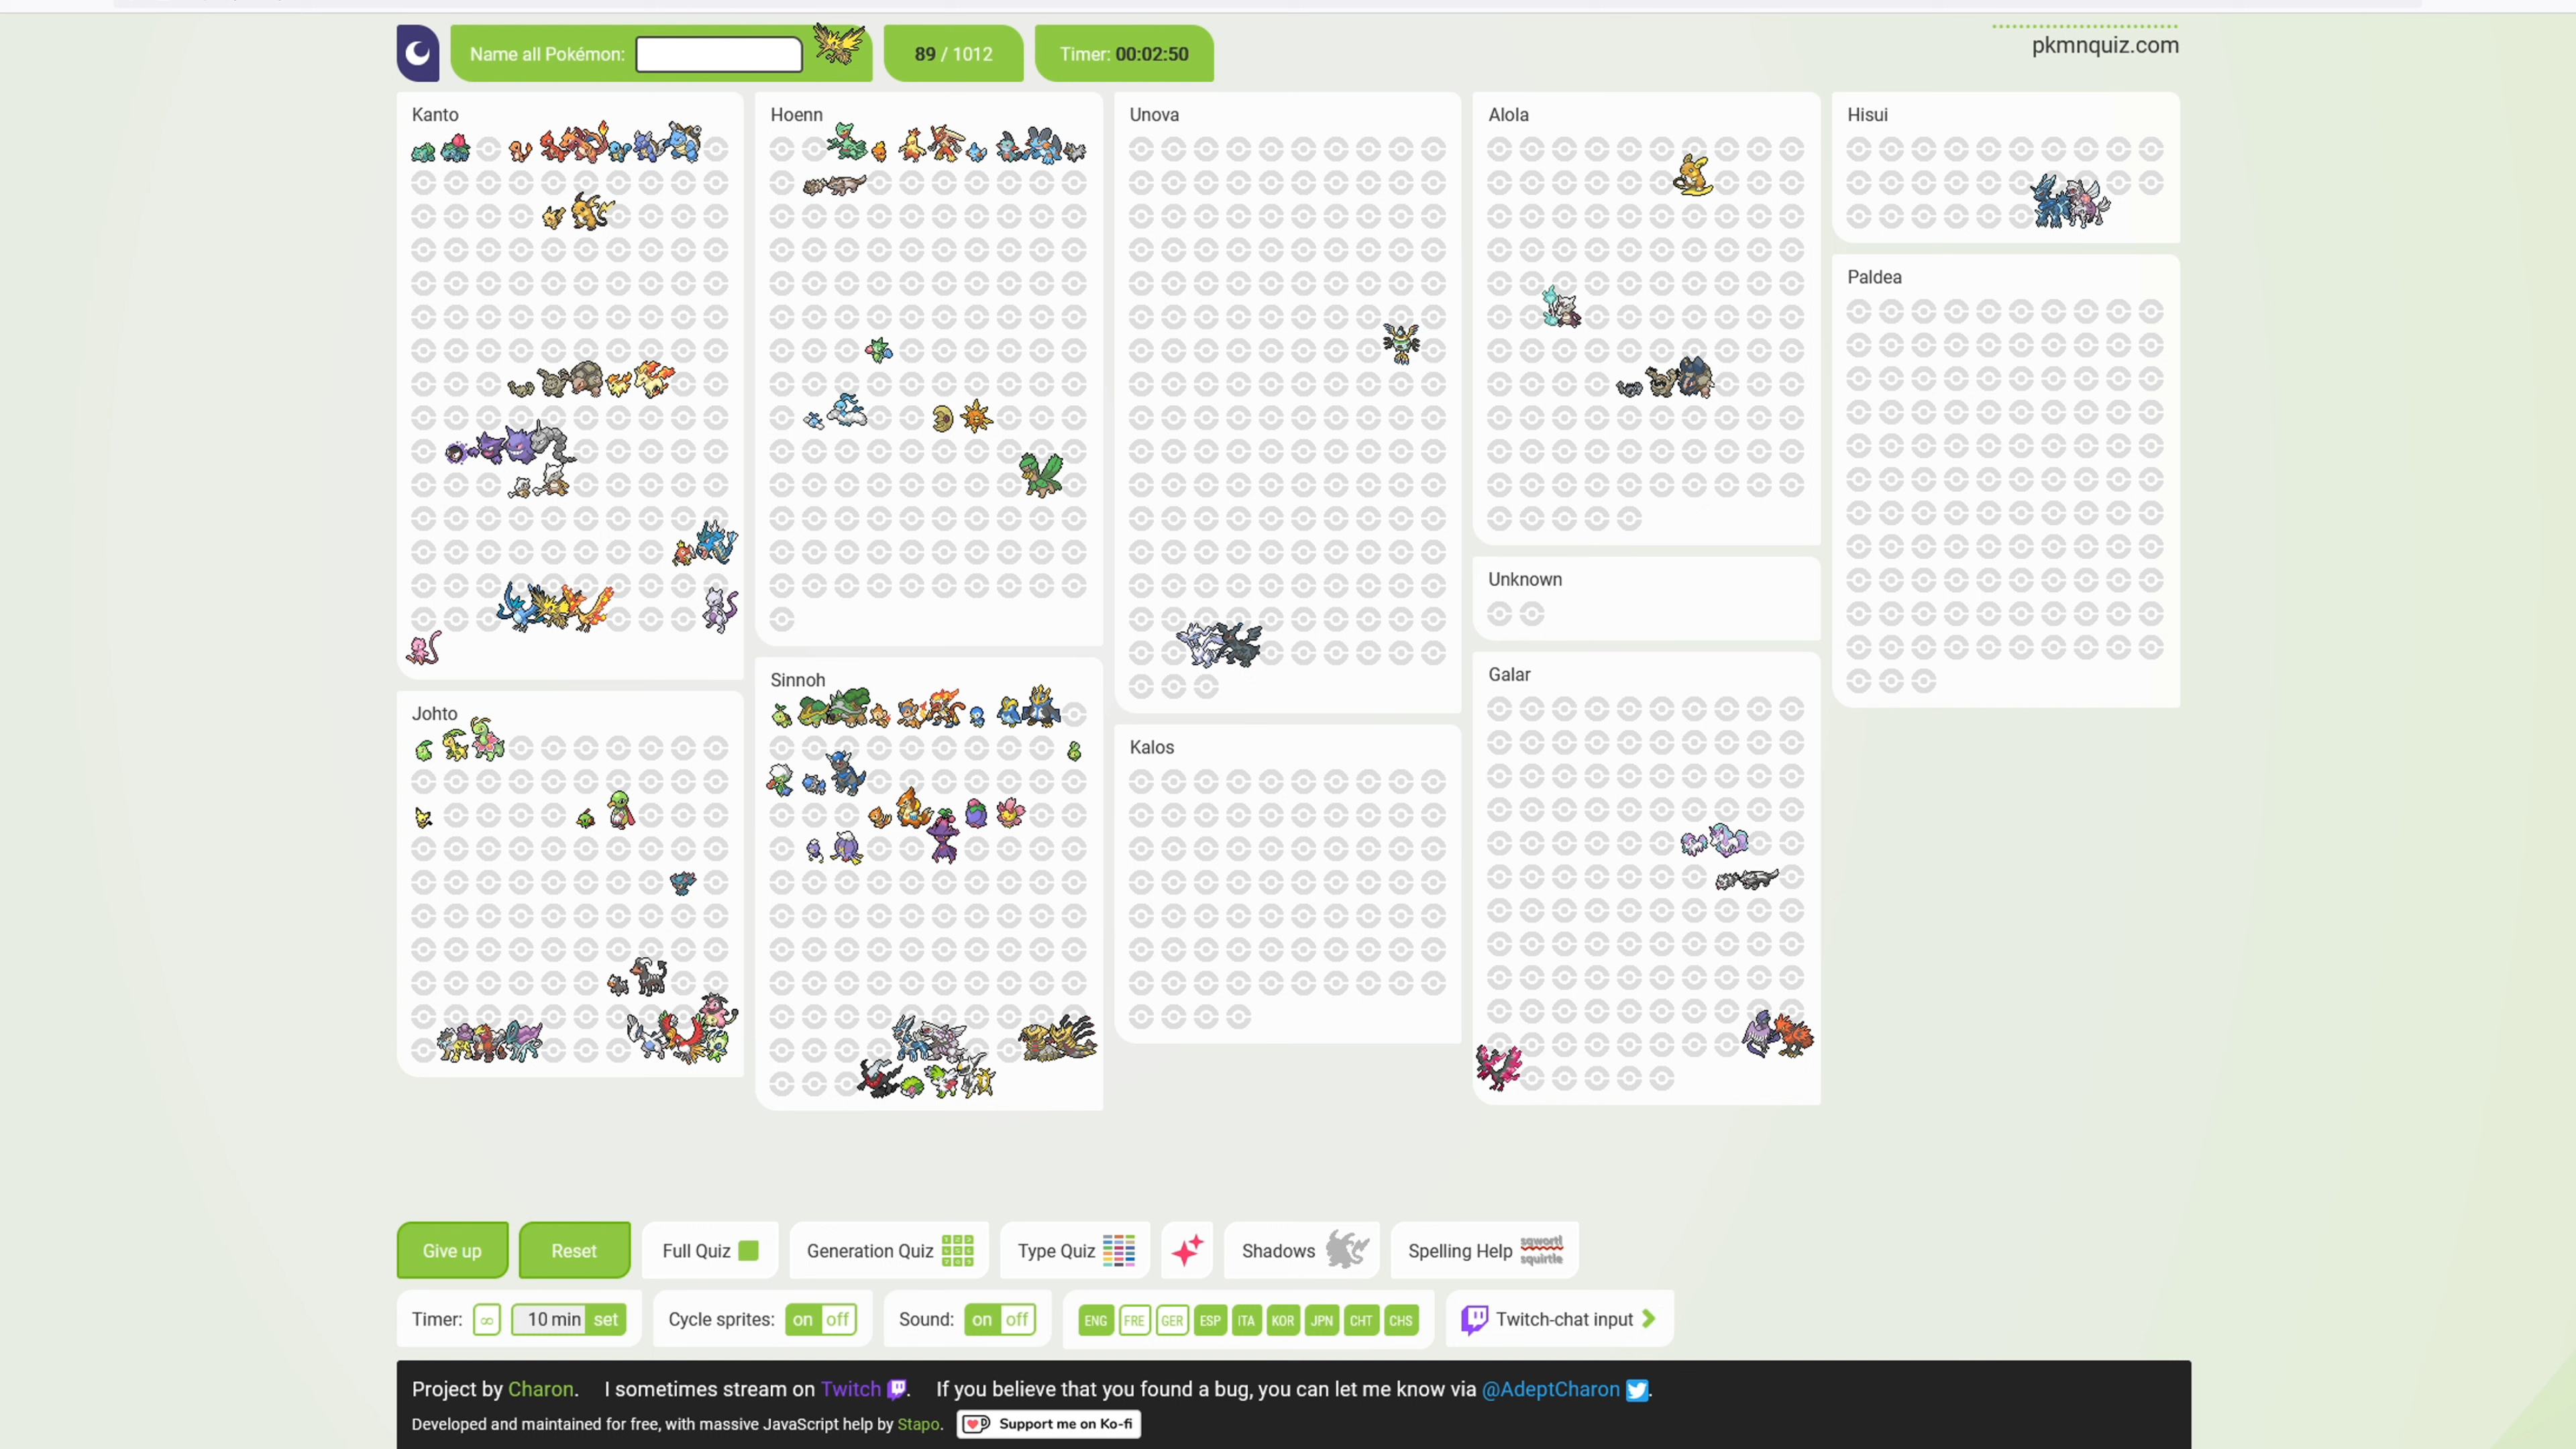 Name all Pokémon:
89 / 1012
Timer: 00:02:50
pkmnquiz.com
Kanto
Hoenn
Unova
Alola
Hisui
Paldea
Unknown
Galar
Sinnoh
Johto
Kalos
Give up
Reset
Full Quiz
Generation Quiz
Type Quiz
Shadows
Spelling Help
sqwortl
squirtle
Timer: ∞ 10 min set
Cycle sprites: on off
Sound: on off
ENG FRE GER ESP ITA KOR JPN CHT CHS
Twitch-chat input
Project by Charon. I sometimes stream on Twitch. If you believe that you found a bug, you can let me know via @AdeptCharon.
Developed and maintained for free, with massive JavaScript help by Stapo. Support me on Ko-fi